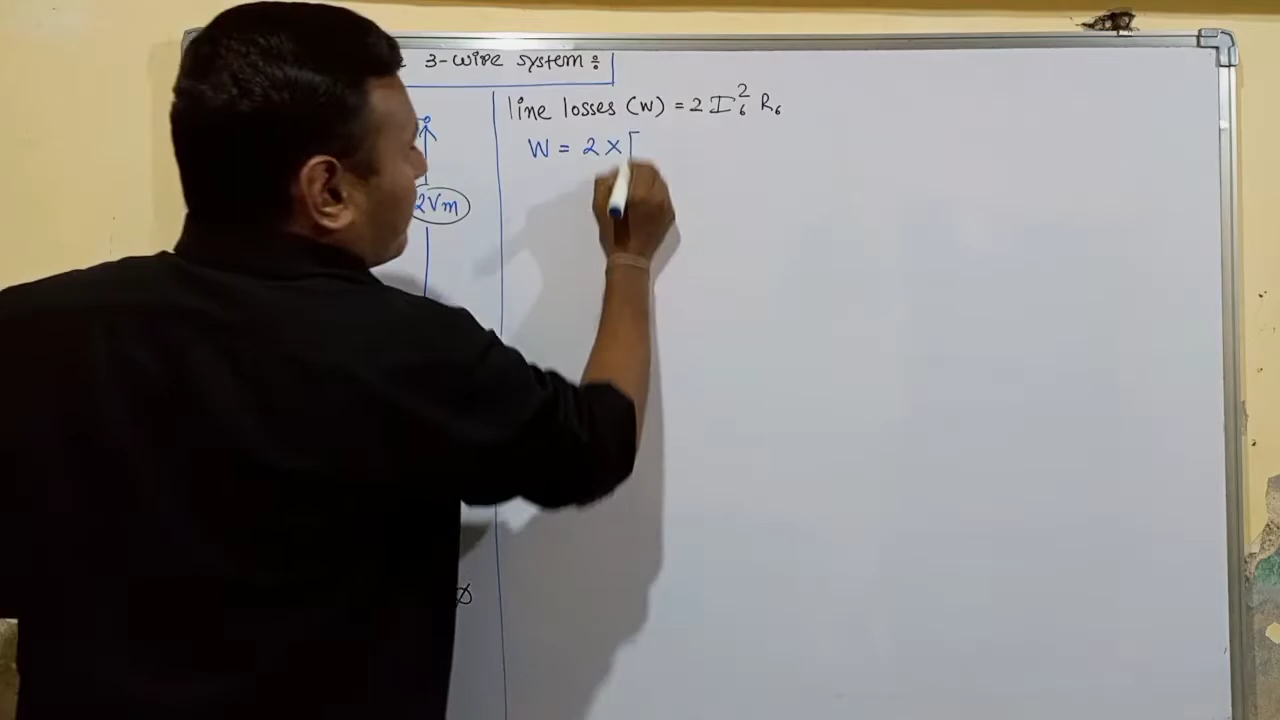 3-wire system:
line losses (W) = 2 I₆² R₆
W = 2 × [
2Vm
ø